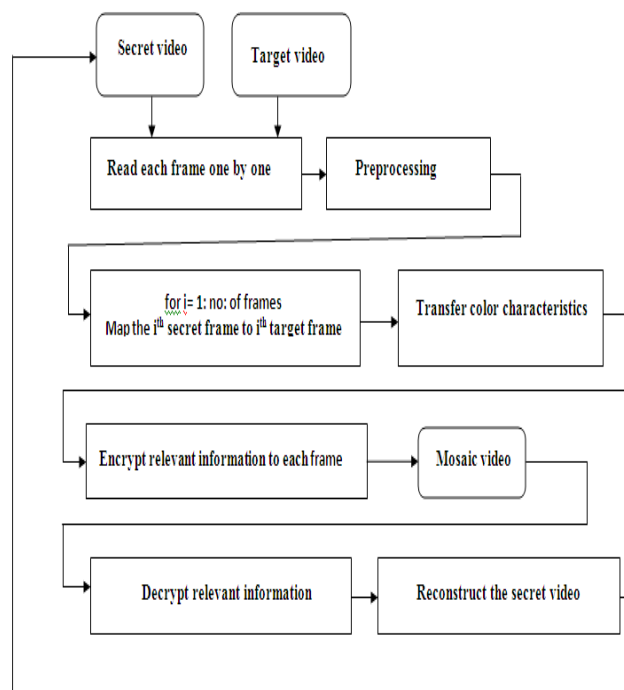 Secret video
Target video
Read each frame one by one
Preprocessing
for i= 1: no: of frames
Map the ith secret frame to ith target frame
Transfer color characteristics
Encrypt relevant information to each frame
Mosaic video
Decrypt relevant information
Reconstruct the secret video